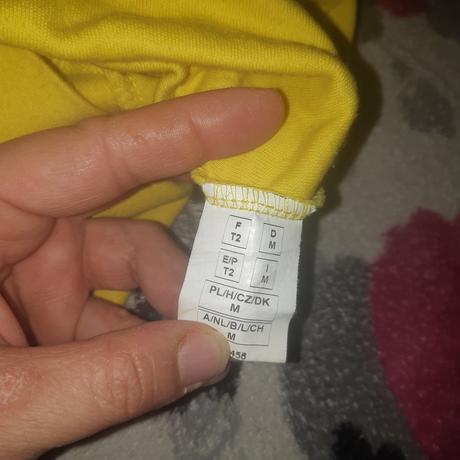 F D
T2 M
E/P I
T2 M
PL/H/CZ/DK
M
A/NL/B/L/CH
M